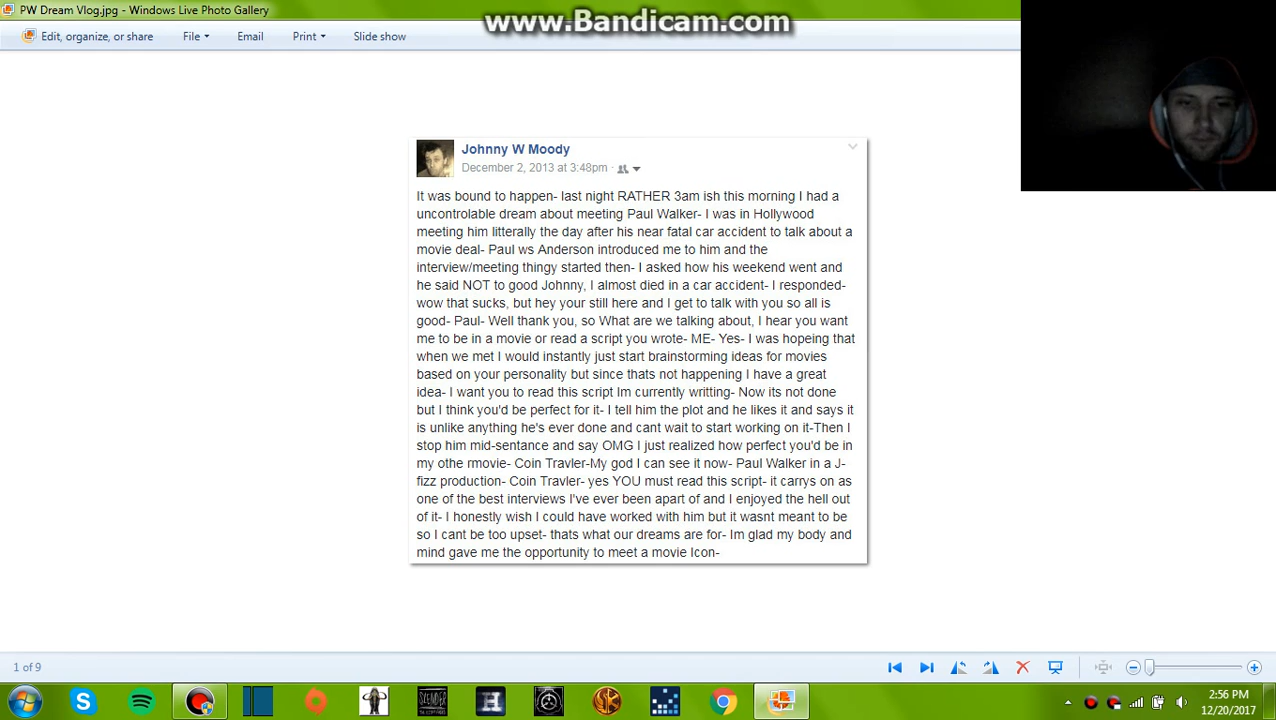 PW Dream Vlog.jpg - Windows Live Photo Gallery
www.Bandicam.com
Edit, organize, or share
File
Email
Print
Slide show
Johnny W Moody
December 2, 2013 at 3:48pm ·
It was bound to happen- last night RATHER 3am ish this morning I had a
uncontrolable dream about meeting Paul Walker- I was in Hollywood
meeting him litterally the day after his near fatal car accident to talk about a
movie deal- Paul ws Anderson introduced me to him and the
interview/meeting thingy started then- I asked how his weekend went and
he said NOT to good Johnny, I almost died in a car accident- I responded-
wow that sucks, but hey your still here and I get to talk with you so all is
good- Paul- Well thank you, so What are we talking about, I hear you want
me to be in a movie or read a script you wrote- ME- Yes- I was hopeing that
when we met I would instantly just start brainstorming ideas for movies
based on your personality but since thats not happening I have a great
idea- I want you to read this script Im currently writting- Now its not done
but I think you'd be perfect for it- I tell him the plot and he likes it and says it
is unlike anything he's ever done and cant wait to start working on it-Then I
stop him mid-sentance and say OMG I just realized how perfect you'd be in
my othe rmovie- Coin Travler-My god I can see it now- Paul Walker in a J-
fizz production- Coin Travler- yes YOU must read this script- it carrys on as
one of the best interviews I've ever been apart of and I enjoyed the hell out
of it- I honestly wish I could have worked with him but it wasnt meant to be
so I cant be too upset- thats what our dreams are for- Im glad my body and
mind gave me the opportunity to meet a movie Icon-
1 of 9
2:56 PM
12/20/2017